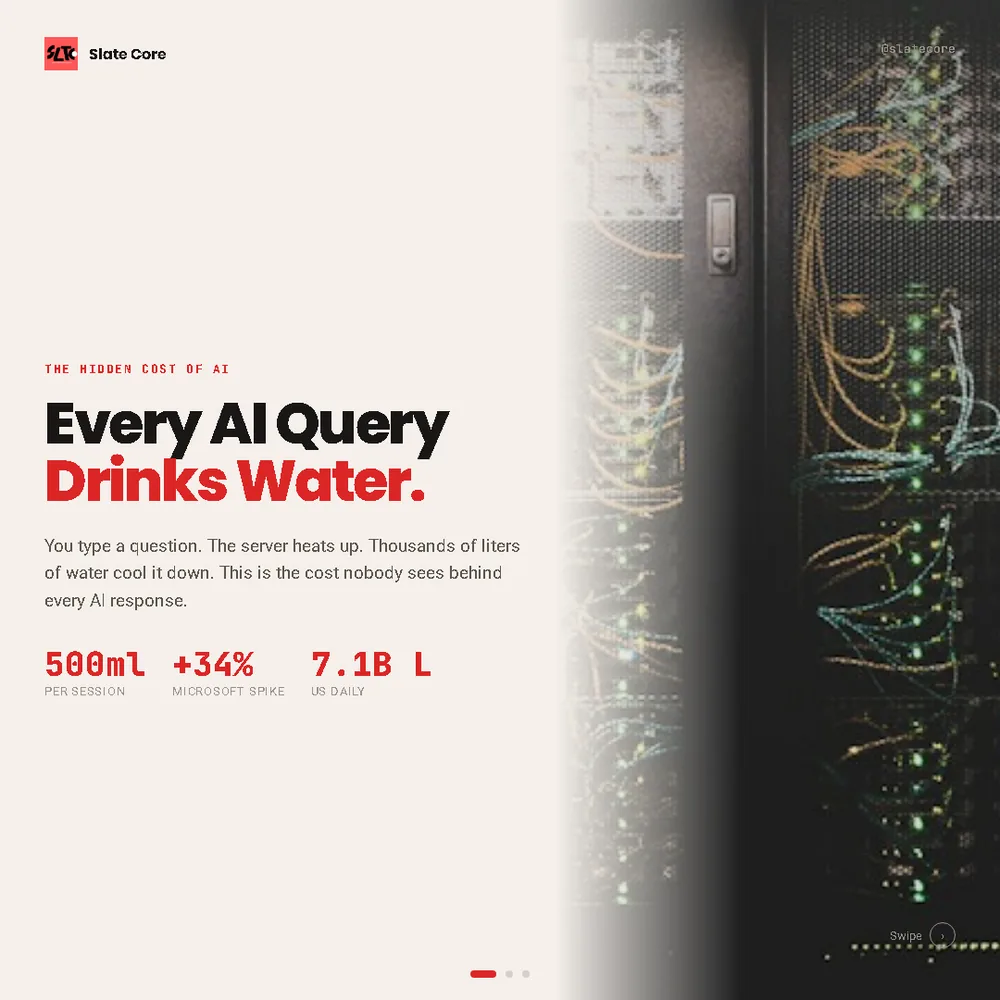 SLTC
Slate Core
@slatecore
THE HIDDEN COST OF AI
Every AI Query
Drinks Water.
You type a question. The server heats up. Thousands of liters
of water cool it down. This is the cost nobody sees behind
every AI response.
500ml +34% 7.1B L
PER SESSION MICROSOFT SPIKE US DAILY
Swipe ›